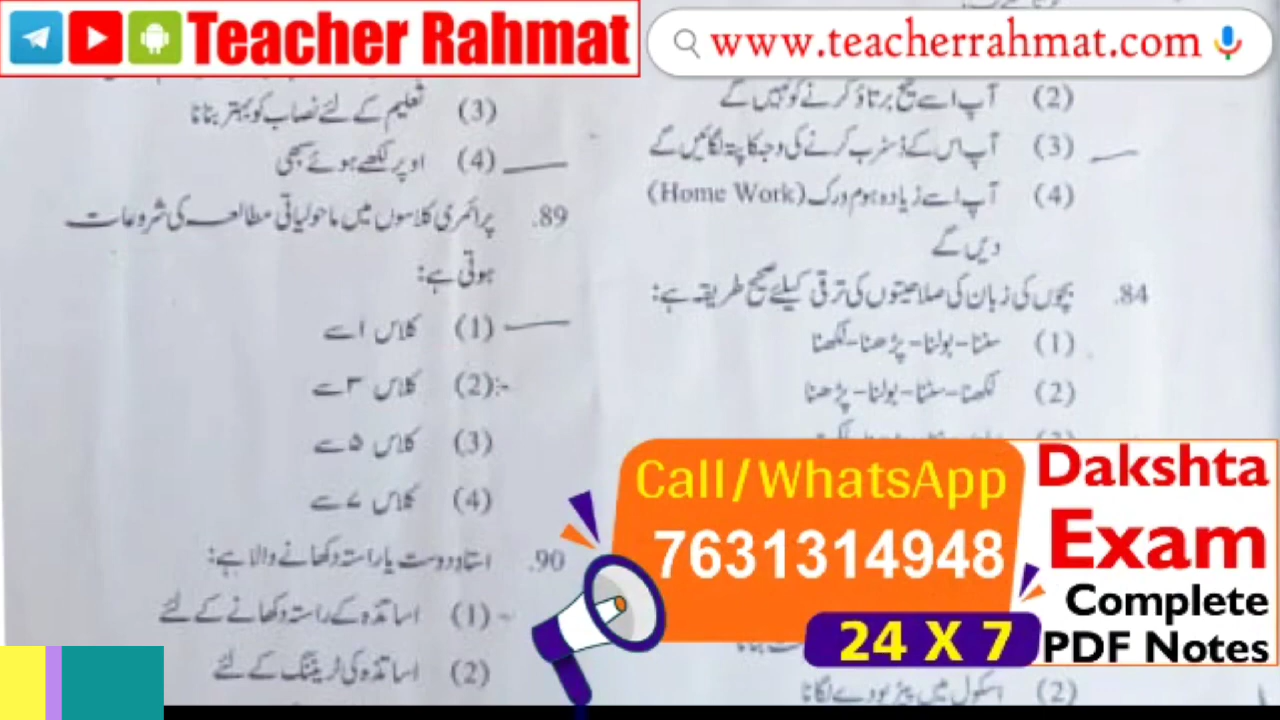 Teacher Rahmat
www.teacherrahmat.com
(2) آپ اسے صحیح برتاؤ کرنے کو کہیں گے
(3) آپ اس کے ڈسٹرب کرنے کی وجہ کا پتہ لگائیں گے
(4) آپ اسے زیادہ ہوم ورک (Home Work)
دیں گے
84. بچوں کی زبان کی صلاحیتوں کی ترقی کیلئے صحیح طریقہ ہے:
(1) سننا-بولنا-پڑھنا-لکھنا
(2) لکھنا-سننا-بولنا-پڑھنا
(2) اسکول میں پیڑ پودے لگانا
(3) تعلیم کے لئے نصاب کو بہتر بنانا
(4) اوپر لکھے ہوئے سبھی
89. پرائمری کلاسوں میں ماحولیاتی مطالعہ کی شروعات
ہوتی ہے:
(1) کلاس ۱ سے
(2) کلاس ۳ سے
(3) کلاس ۵ سے
(4) کلاس ۷ سے
90. استاد دوست یا راستہ دکھانے والا ہے:
(1) اساتذہ کے راستہ دکھانے کے لئے
(2) اساتذہ کی ٹریننگ کے لئے
Call/WhatsApp
7631314948
24 X 7
Dakshta
Exam
Complete
PDF Notes